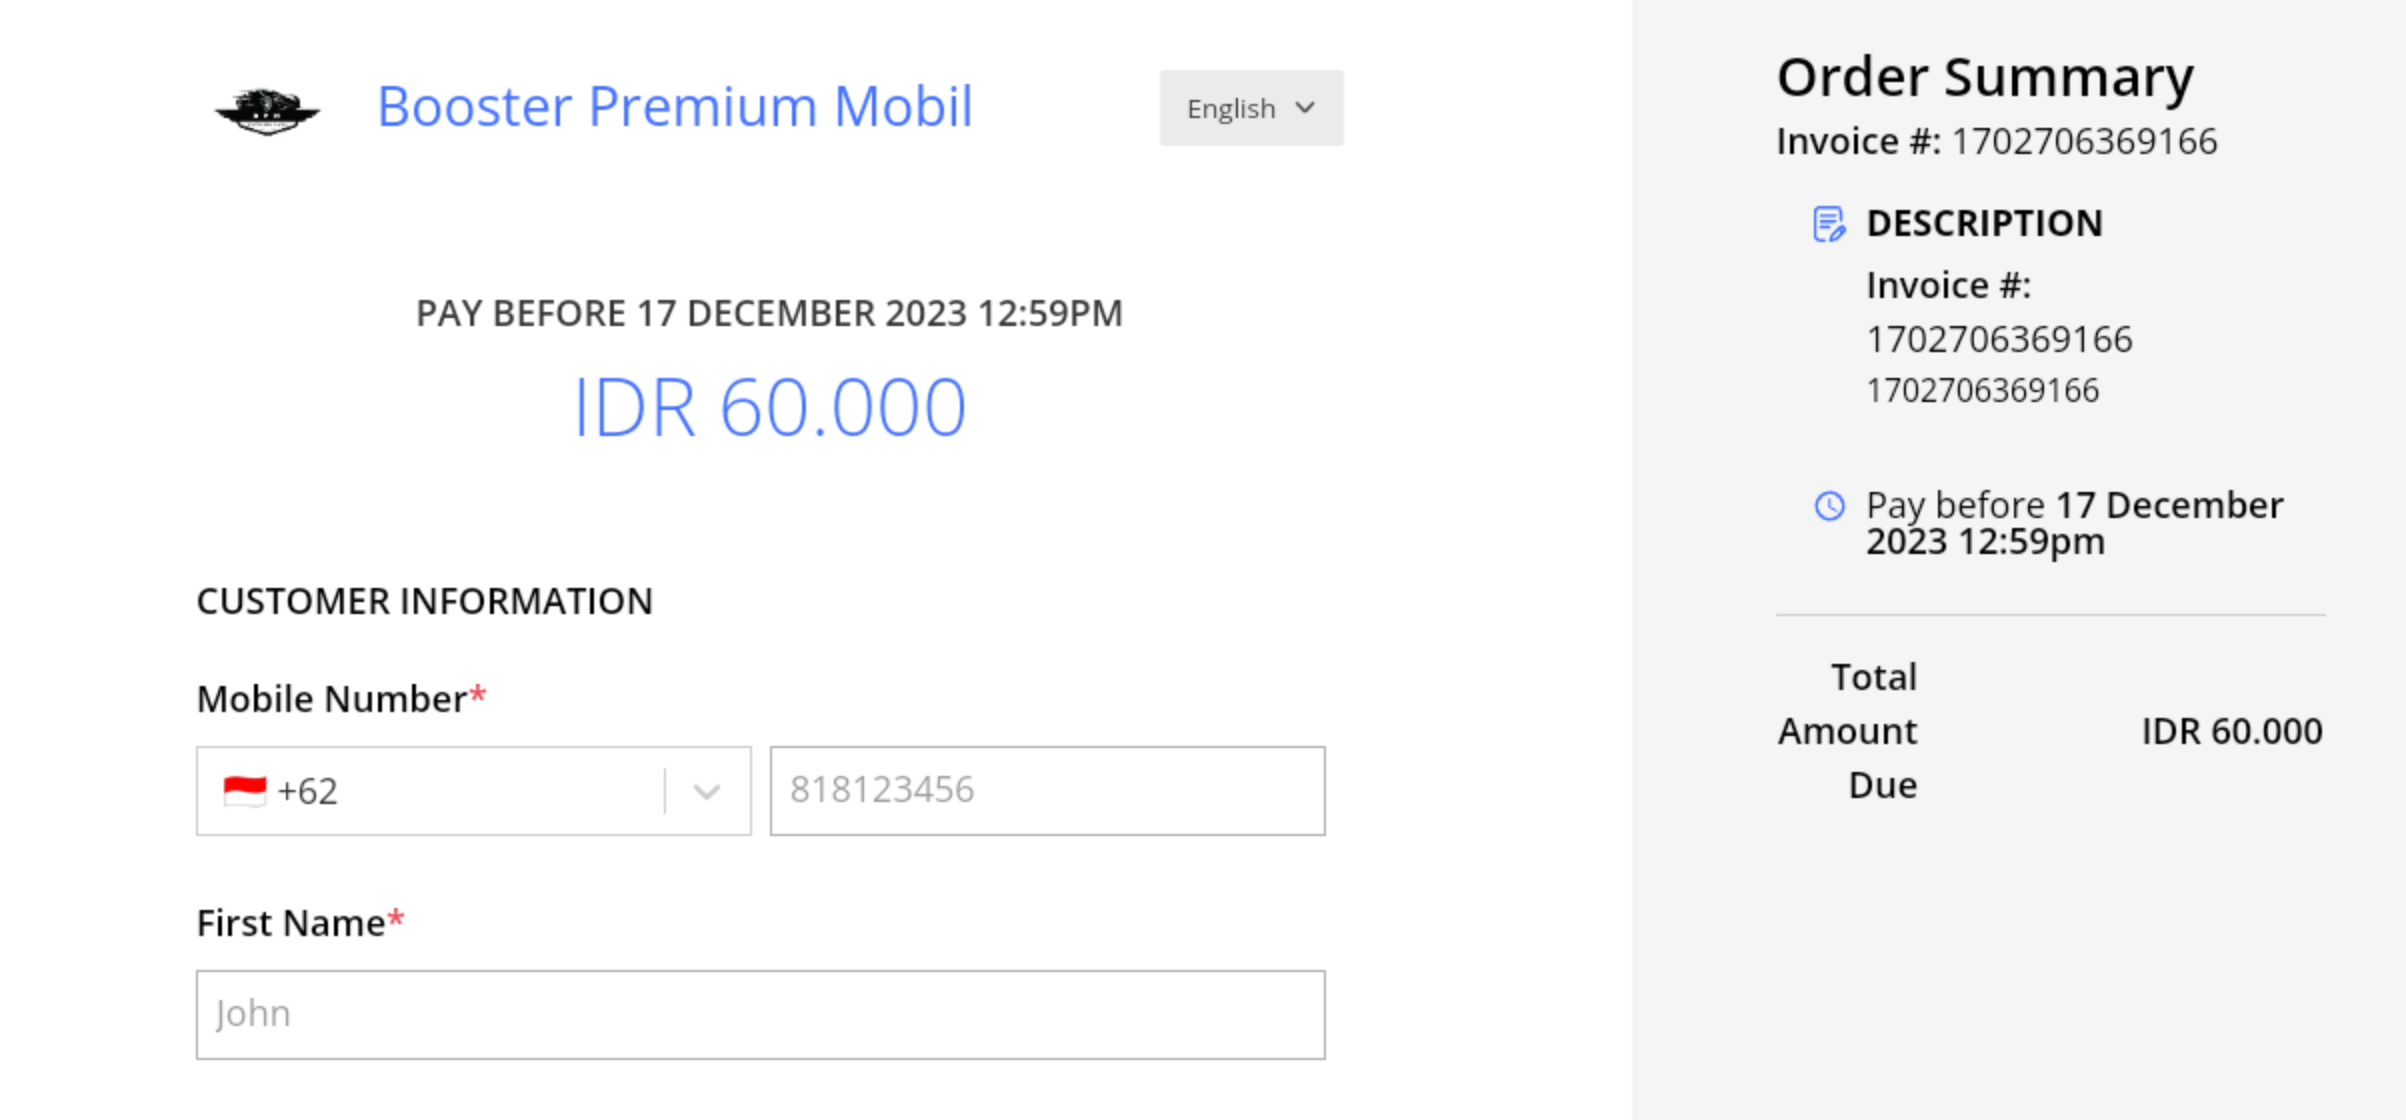 Booster Premium Mobil
English
PAY BEFORE 17 DECEMBER 2023 12:59PM
IDR 60.000
CUSTOMER INFORMATION
Mobile Number*
+62
818123456
First Name*
John
Order Summary
Invoice #: 1702706369166
DESCRIPTION
Invoice #:
1702706369166
1702706369166
Pay before 17 December
2023 12:59pm
Total
Amount
Due
IDR 60.000